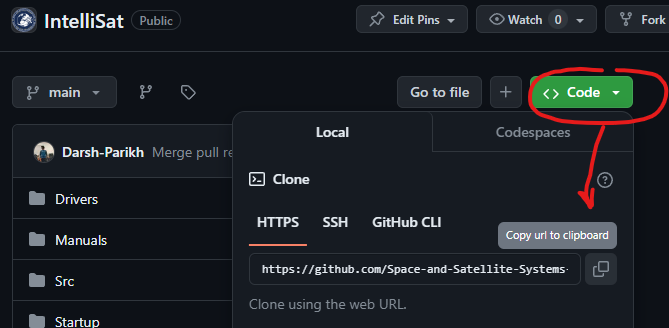 IntelliSat Public
Edit Pins Watch 0 Fork
main Go to file Code
Local Codespaces
Darsh-Parikh Merge pull
Clone
Drivers
HTTPS SSH GitHub CLI
Copy url to clipboard
Manuals
https://github.com/Space-and-Satellite-Systems-
Src
Clone using the web URL.
Startup